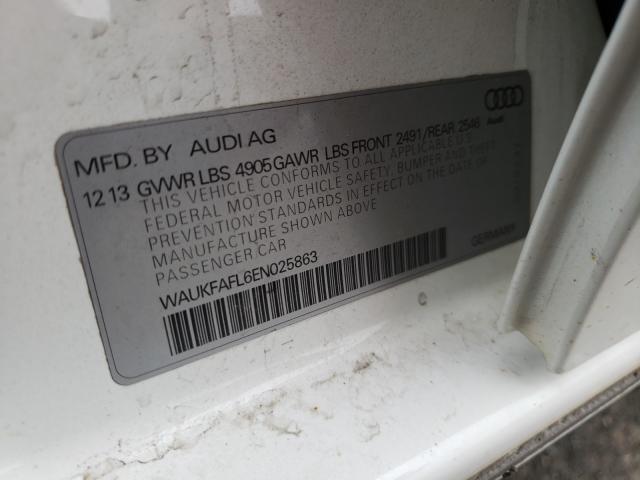 MFD. BY AUDI AG
Audi
12 13 GVWR LBS 4905 GAWR LBS FRONT 2491/REAR 2546
THIS VEHICLE CONFORMS TO ALL APPLICABLE U.S.
FEDERAL MOTOR VEHICLE SAFETY, BUMPER AND THEFT
PREVENTION STANDARDS IN EFFECT ON THE DATE OF
MANUFACTURE SHOWN ABOVE
PASSENGER CAR
GERMANY
WAUKFAFL6EN025863